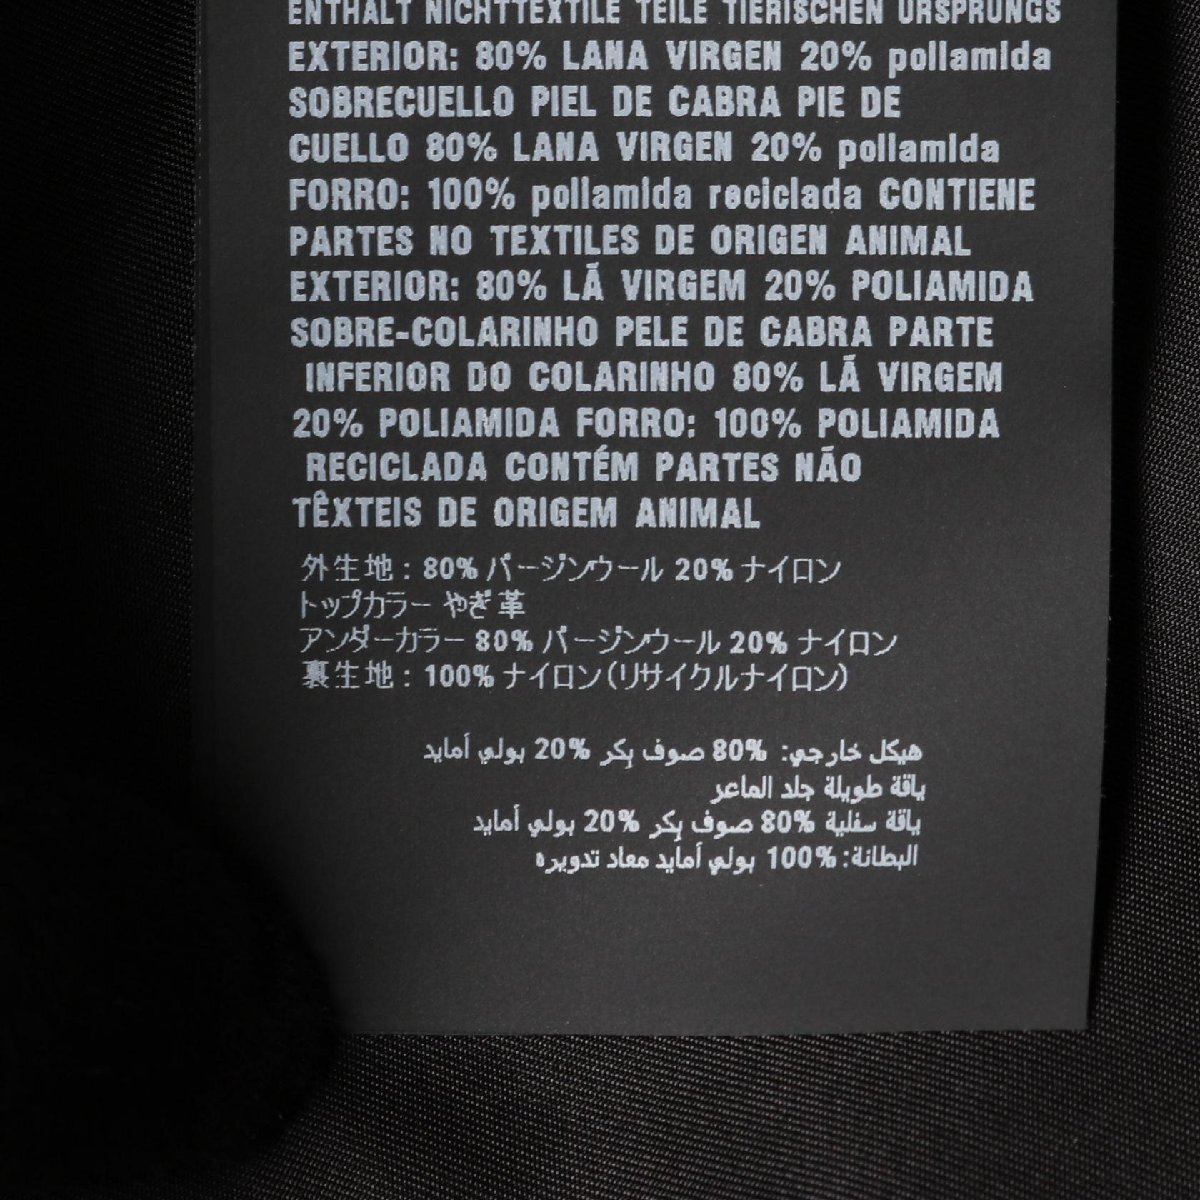 ENTHÄLT NICHTTEXTILE TEILE TIERISCHEN URSPRUNGS
EXTERIOR: 80% LANA VIRGEN 20% poliamida
SOBRECUELLO PIEL DE CABRA PIE DE
CUELLO 80% LANA VIRGEN 20% poliamida
FORRO: 100% poliamida reciclada CONTIENE
PARTES NO TEXTILES DE ORIGEN ANIMAL
EXTERIOR: 80% LÃ VIRGEM 20% POLIAMIDA
SOBRE-COLARINHO PELE DE CABRA PARTE
INFERIOR DO COLARINHO 80% LÃ VIRGEM
20% POLIAMIDA FORRO: 100% POLIAMIDA
RECICLADA CONTÉM PARTES NÃO
TÊXTEIS DE ORIGEM ANIMAL
外生地：80% バージンウール 20% ナイロン
トップカラー やぎ革
アンダーカラー 80% バージンウール 20% ナイロン
裏生地：100% ナイロン(リサイクルナイロン)
هيكل خارجي: 80% صوف بِكر 20% بولي أمايد
ياقة طويلة جلد الماعر
ياقة سفلية 80% صوف بِكر 20% بولي أمايد
البطانة: 100% بولي أمايد معاد تدويره